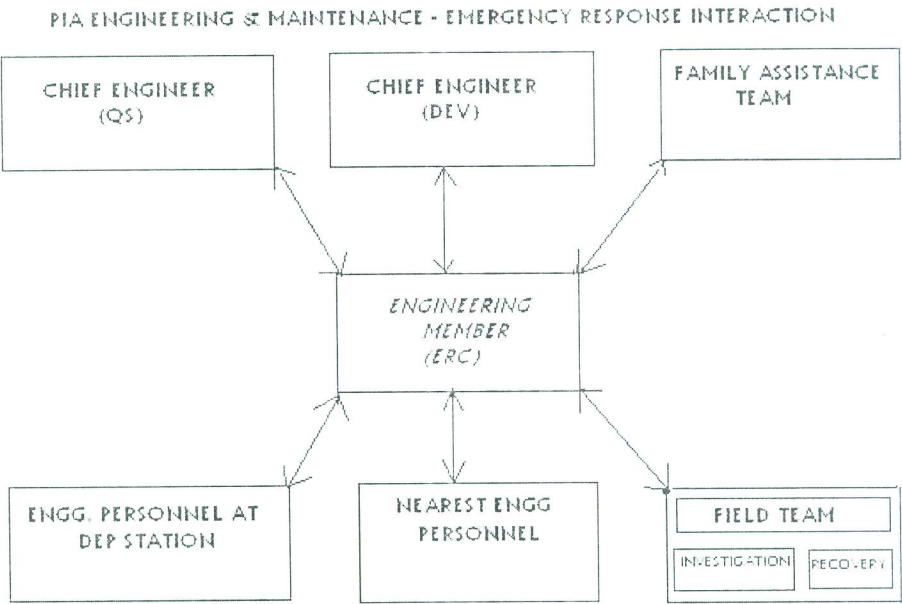 PIA ENGINEERING & MAINTENANCE - EMERGENCY RESPONSE INTERACTION
CHIEF ENGINEER
(QS)
CHIEF ENGINEER
(DEV)
FAMILY ASSISTANCE
TEAM
ENGINEERING
MEMBER
(ERC)
ENGG. PERSONNEL AT
DEP STATION
NEAREST ENGG
PERSONNEL
FIELD TEAM
INVESTIGATION
RECOVERY